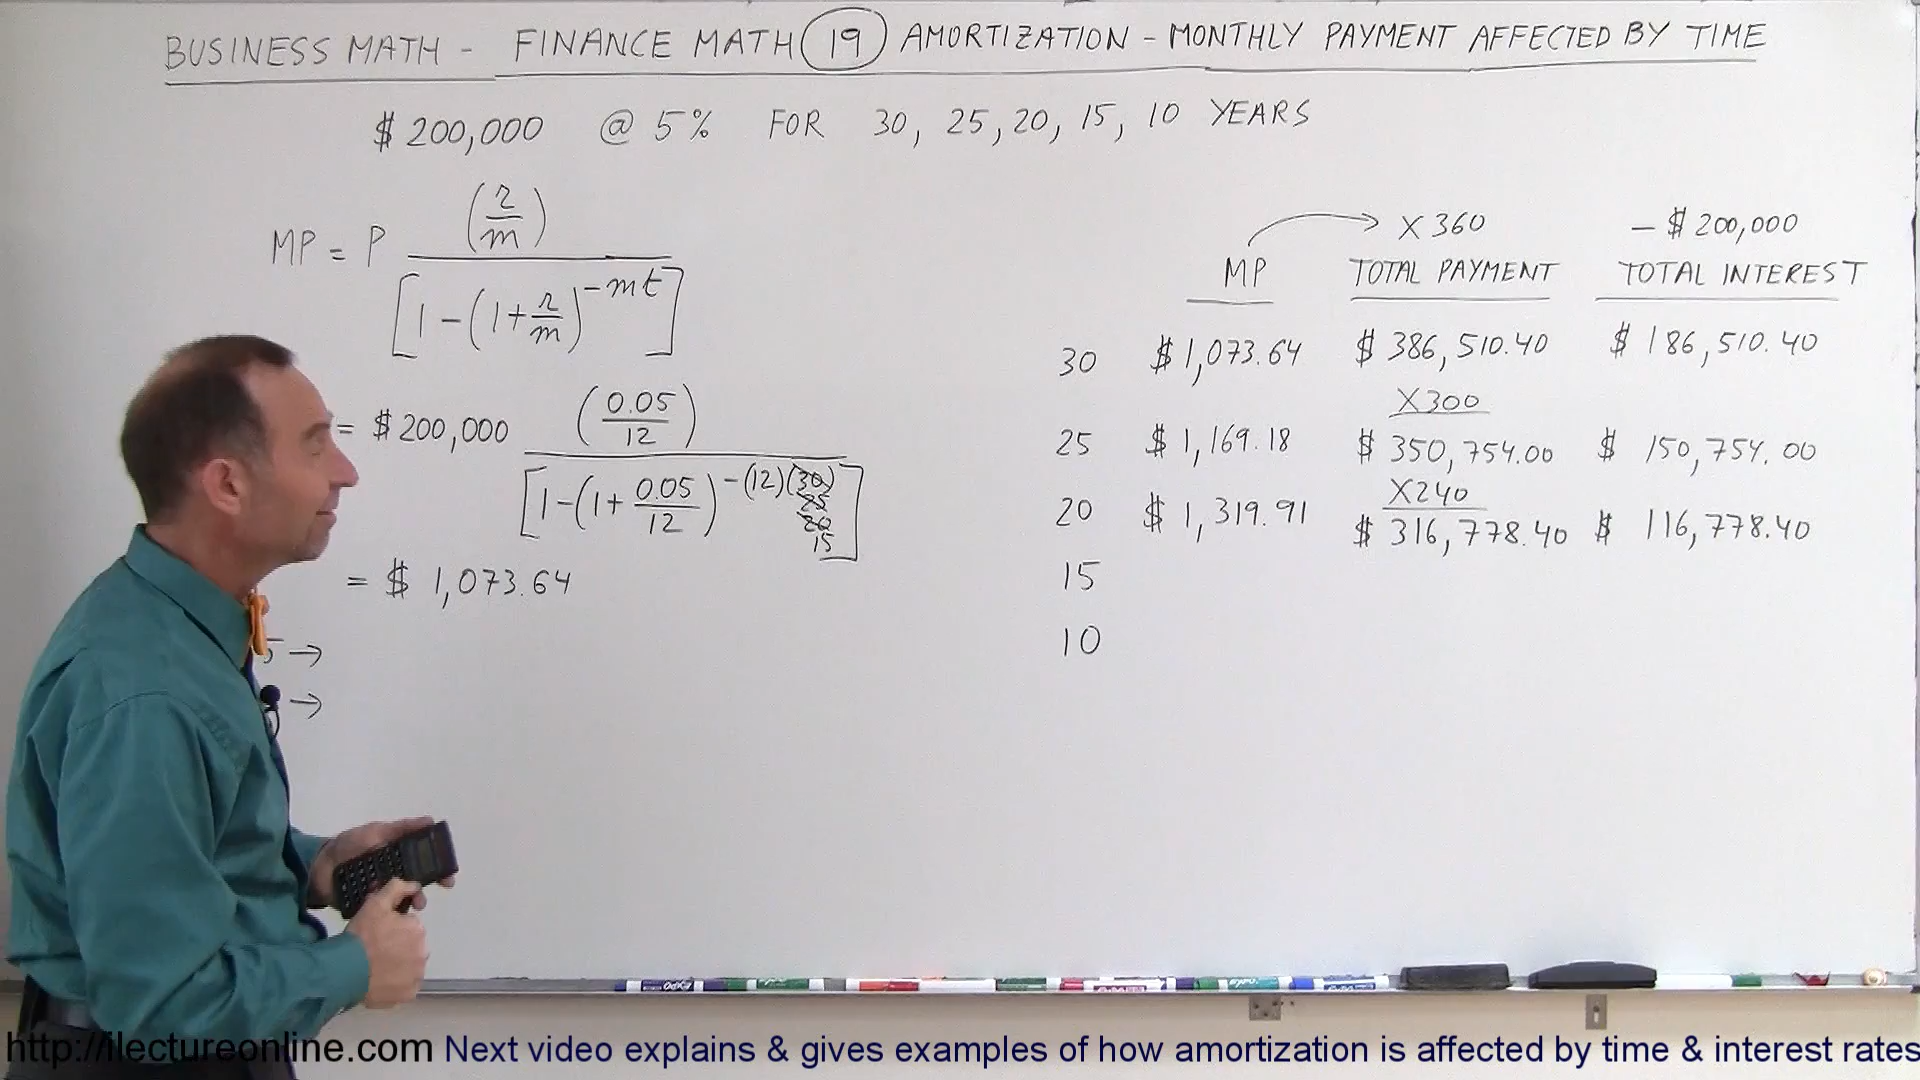 BUSINESS MATH - FINANCE MATH (19) AMORTIZATION - MONTHLY PAYMENT AFFECTED BY TIME
$ 200,000 @ 5% FOR 30, 25, 20, 15, 10 YEARS
MP = P (r/m) / [1 - (1 + r/m)^-mt]
= $ 200,000 (0.05/12) / [1 - (1 + 0.05/12)^-(12)(30)
25
20
15]
= $ 1,073.64
→
→
X 360 - $ 200,000
MP TOTAL PAYMENT TOTAL INTEREST
30 $ 1,073.64 $ 386,510.40 $ 186,510.40
X300
25 $ 1,169.18 $ 350,754.00 $ 150,754.00
X240
20 $ 1,319.91 $ 316,778.40 $ 116,778.40
15
10
http://ilectureonline.com Next video explains & gives examples of how amortization is affected by time & interest rates